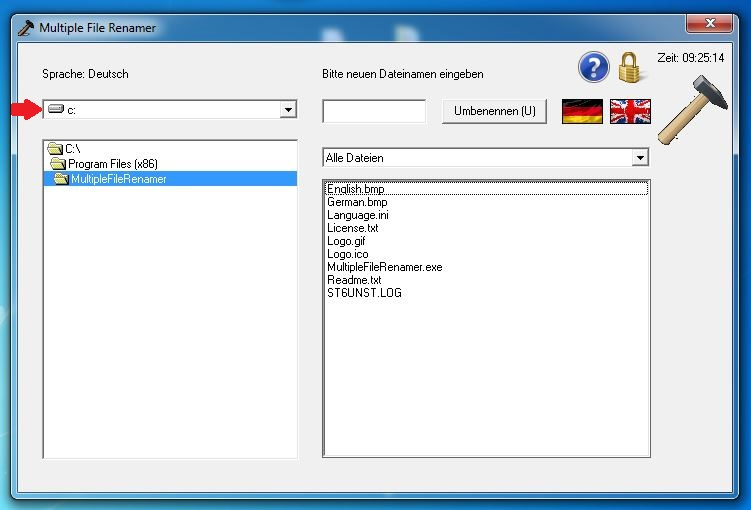 Multiple File Renamer
Zeit: 09:25:14
Sprache: Deutsch
Bitte neuen Dateinamen eingeben
c:
Umbenennen (U)
C:\
Program Files (x86)
MultipleFileRenamer
Alle Dateien
English.bmp
German.bmp
Language.ini
License.txt
Logo.gif
Logo.ico
MultipleFileRenamer.exe
Readme.txt
ST6UNST.LOG